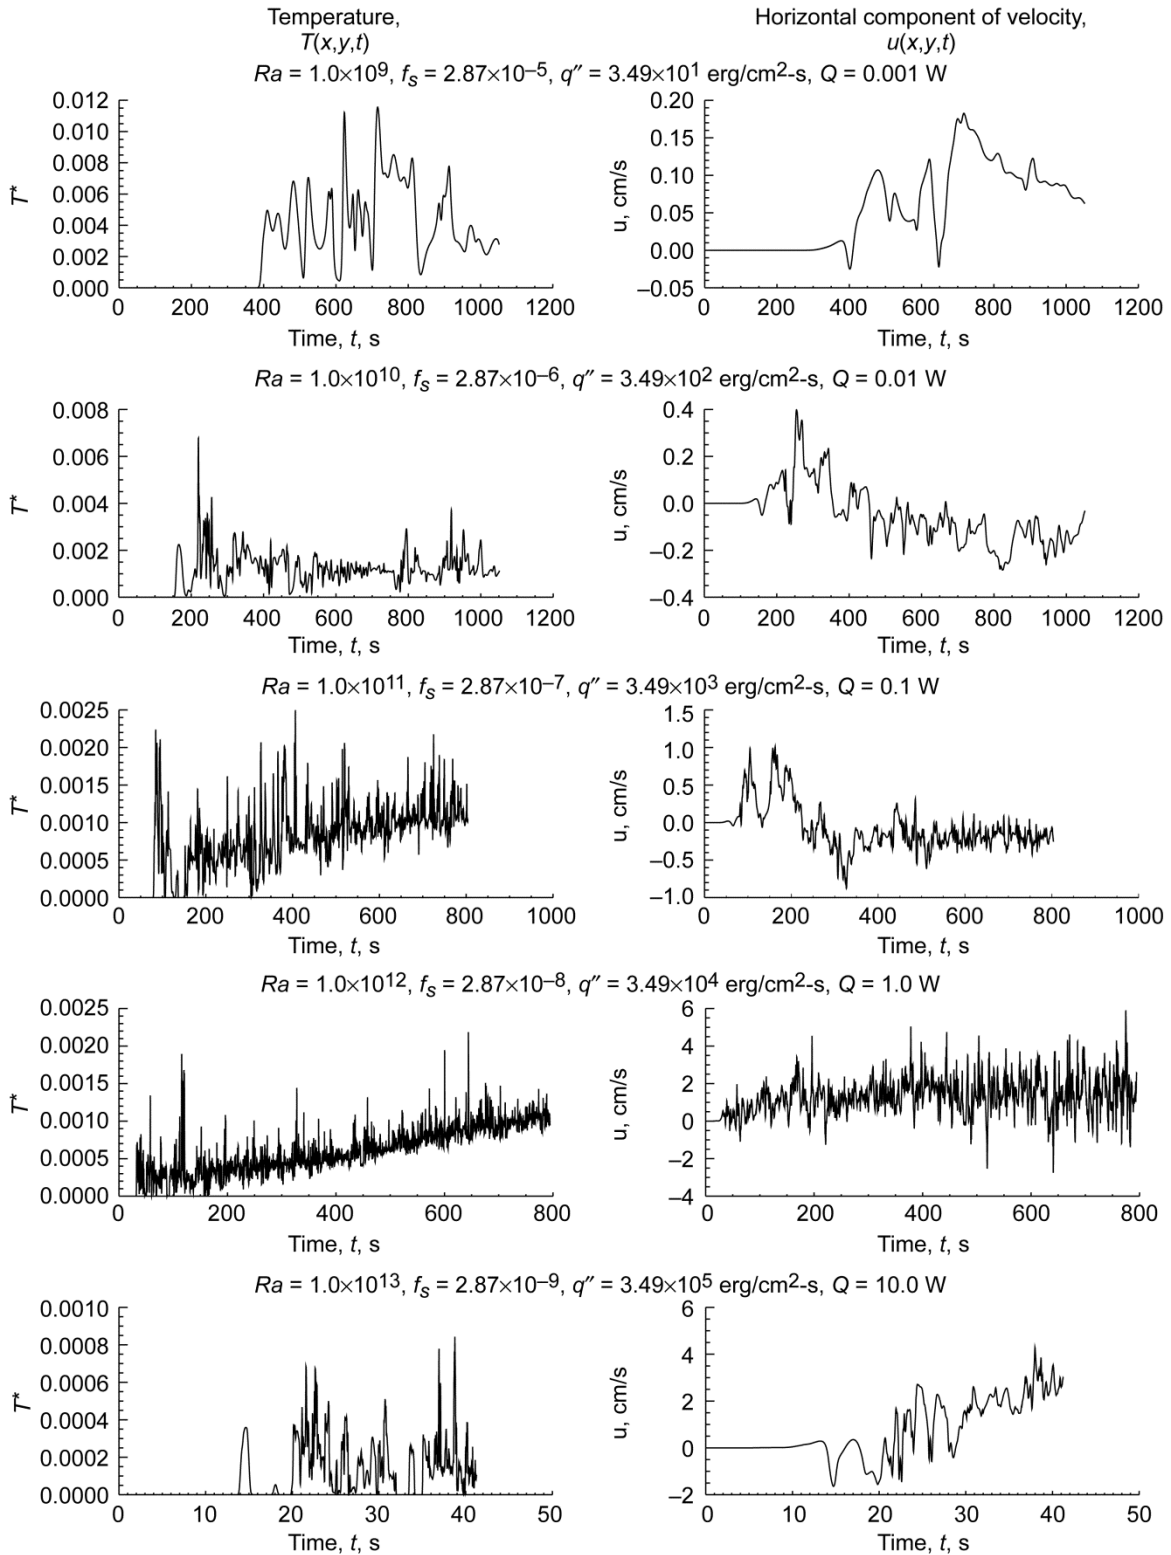 Temperature,
T(x,y,t)
Horizontal component of velocity,
u(x,y,t)
Ra = 1.0×10⁹, fₛ = 2.87×10⁻⁵, q″ = 3.49×10¹ erg/cm²-s, Q = 0.001 W
T*
0.012
0.010
0.008
0.006
0.004
0.002
0.000
0 200 400 600 800 1000 1200
Time, t, s
u, cm/s
0.20
0.15
0.10
0.05
0.00
–0.05
0 200 400 600 800 1000 1200
Time, t, s
Ra = 1.0×10¹⁰, fₛ = 2.87×10⁻⁶, q″ = 3.49×10² erg/cm²-s, Q = 0.01 W
T*
0.008
0.006
0.004
0.002
0.000
0 200 400 600 800 1000 1200
Time, t, s
u, cm/s
0.4
0.2
0.0
–0.2
–0.4
0 200 400 600 800 1000 1200
Time, t, s
Ra = 1.0×10¹¹, fₛ = 2.87×10⁻⁷, q″ = 3.49×10³ erg/cm²-s, Q = 0.1 W
T*
0.0025
0.0020
0.0015
0.0010
0.0005
0.0000
0 200 400 600 800 1000
Time, t, s
u, cm/s
1.5
1.0
0.5
0.0
–0.5
–1.0
0 200 400 600 800 1000
Time, t, s
Ra = 1.0×10¹², fₛ = 2.87×10⁻⁸, q″ = 3.49×10⁴ erg/cm²-s, Q = 1.0 W
T*
0.0025
0.0020
0.0015
0.0010
0.0005
0.0000
0 200 400 600 800
Time, t, s
u, cm/s
6
4
2
0
–2
–4
0 200 400 600 800
Time, t, s
Ra = 1.0×10¹³, fₛ = 2.87×10⁻⁹, q″ = 3.49×10⁵ erg/cm²-s, Q = 10.0 W
T*
0.0010
0.0008
0.0006
0.0004
0.0002
0.0000
0 10 20 30 40 50
Time, t, s
u, cm/s
6
4
2
0
–2
0 10 20 30 40 50
Time, t, s